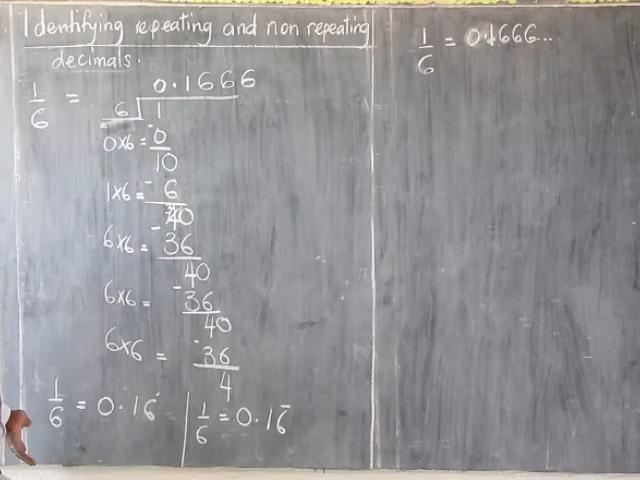 Identifying repeating and non repeating
decimals.
1/6 =
0.1666
6 1
0x6 = -0
10
1x6 = - 6
40
6x6 = - 36
40
6x6 = - 36
40
6x6 = - 36
4
1/6 = 0.16̇
1/6 = 0.16̅
1/6 = 0.1666...